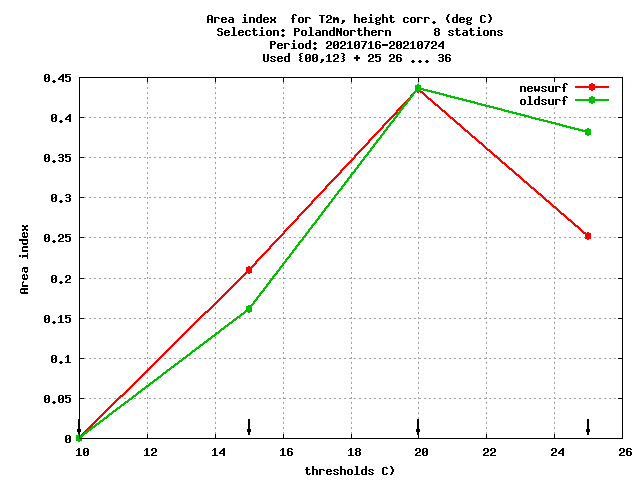 Area index  for T2m, height corr. (deg C)
Selection: PolandNorthern      8 stations
Period: 20210716-20210724
Used {00,12} + 25 26 ... 36
newsurf
oldsurf
0.45
0.4
0.35
0.3
0.25
0.2
0.15
0.1
0.05
0
Area index
10 12 14 16 18 20 22 24 26
thresholds C)